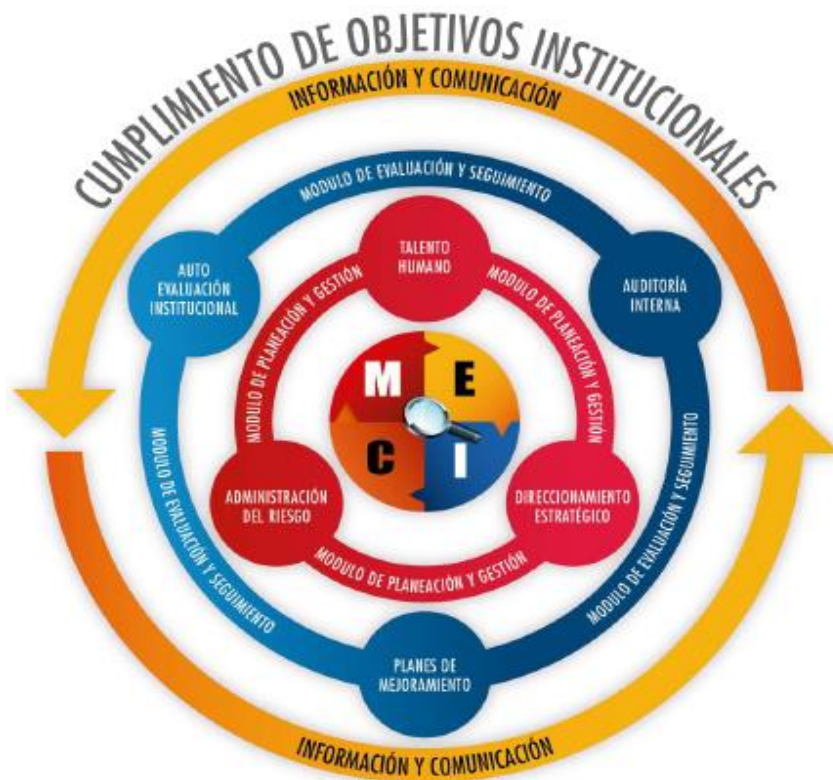 CUMPLIMIENTO DE OBJETIVOS INSTITUCIONALES
INFORMACIÓN Y COMUNICACIÓN
MODULO DE EVALUACIÓN Y SEGUIMIENTO
TALENTO
HUMANO
AUTO
EVALUACIÓN
INSTITUCIONAL
AUDITORÍA
INTERNA
MODULO DE PLANEACIÓN Y GESTIÓN
MODULO DE PLANEACIÓN Y GESTIÓN
M E
C I
ADMINISTRACIÓN
DEL RIESGO
DIRECCIONAMIENTO
ESTRATÉGICO
MODULO DE EVALUACIÓN Y SEGUIMIENTO
MODULO DE EVALUACIÓN Y SEGUIMIENTO
MODULO DE PLANEACIÓN Y GESTIÓN
PLANES DE
MEJORAMIENTO
INFORMACIÓN Y COMUNICACIÓN